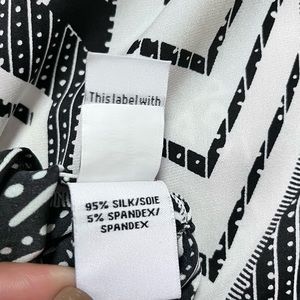 This label with
95% SILK/SOIE
5% SPANDEX/
SPANDEX